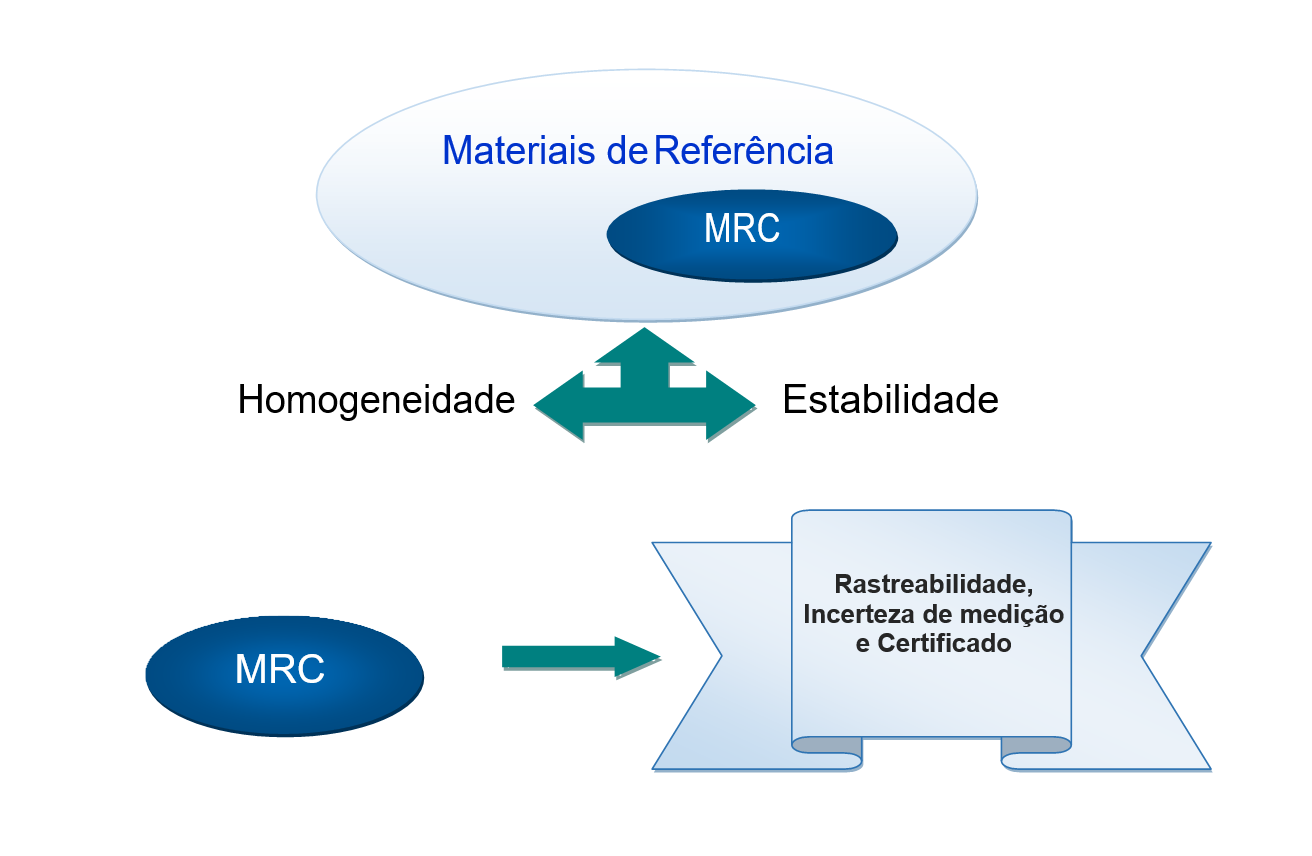 Materiais de Referência
MRC
Homogeneidade
Estabilidade
Rastreabilidade,
Incerteza de medição
e Certificado
MRC